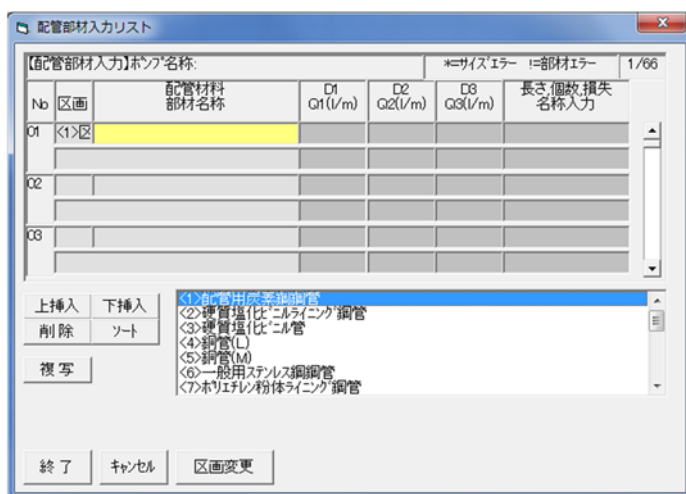 配管部材入力リスト
【配管部材入力】ﾎﾟﾝﾌﾟ名称:
*=ｻｲｽﾞｴﾗｰ !=部材ｴﾗｰ
1/66
No
区画
配管材料
部材名称
D1
Q1(l/m)
D2
Q2(l/m)
D3
Q3(l/m)
長さ,個数,損失
名称入力
01
<1>区
02
03
上挿入
下挿入
削 除
ｿｰﾄ
複 写
<1>配管用炭素鋼鋼管
<2>硬質塩化ﾋﾞﾆﾙﾗｲﾆﾝｸﾞ鋼管
<3>硬質塩化ﾋﾞﾆﾙ管
<4>銅管(L)
<5>銅管(M)
<6>一般用ｽﾃﾝﾚｽ鋼鋼管
<7>ﾎﾟﾘｴﾁﾚﾝ粉体ﾗｲﾆﾝｸﾞ鋼管
終 了
ｷｬﾝｾﾙ
区画変更